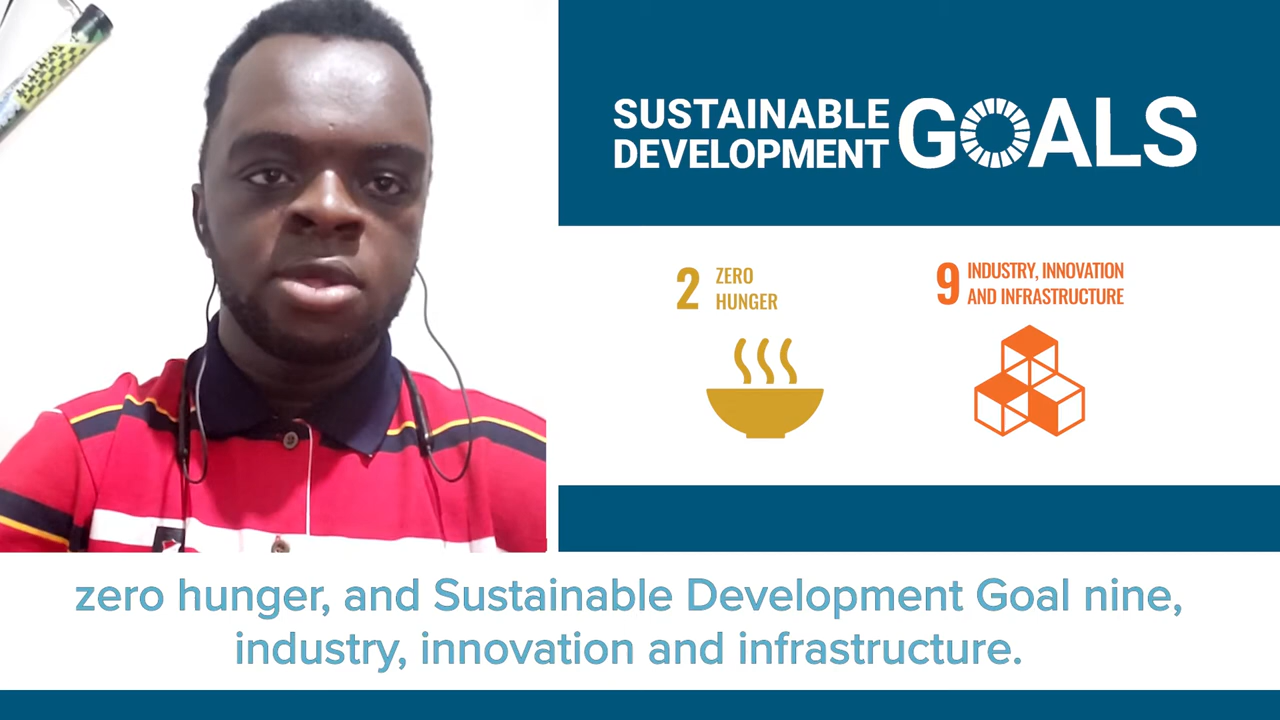 SUSTAINABLE
DEVELOPMENT
GOALS
2
ZERO
HUNGER
9
INDUSTRY, INNOVATION
AND INFRASTRUCTURE
zero hunger, and Sustainable Development Goal nine,
industry, innovation and infrastructure.